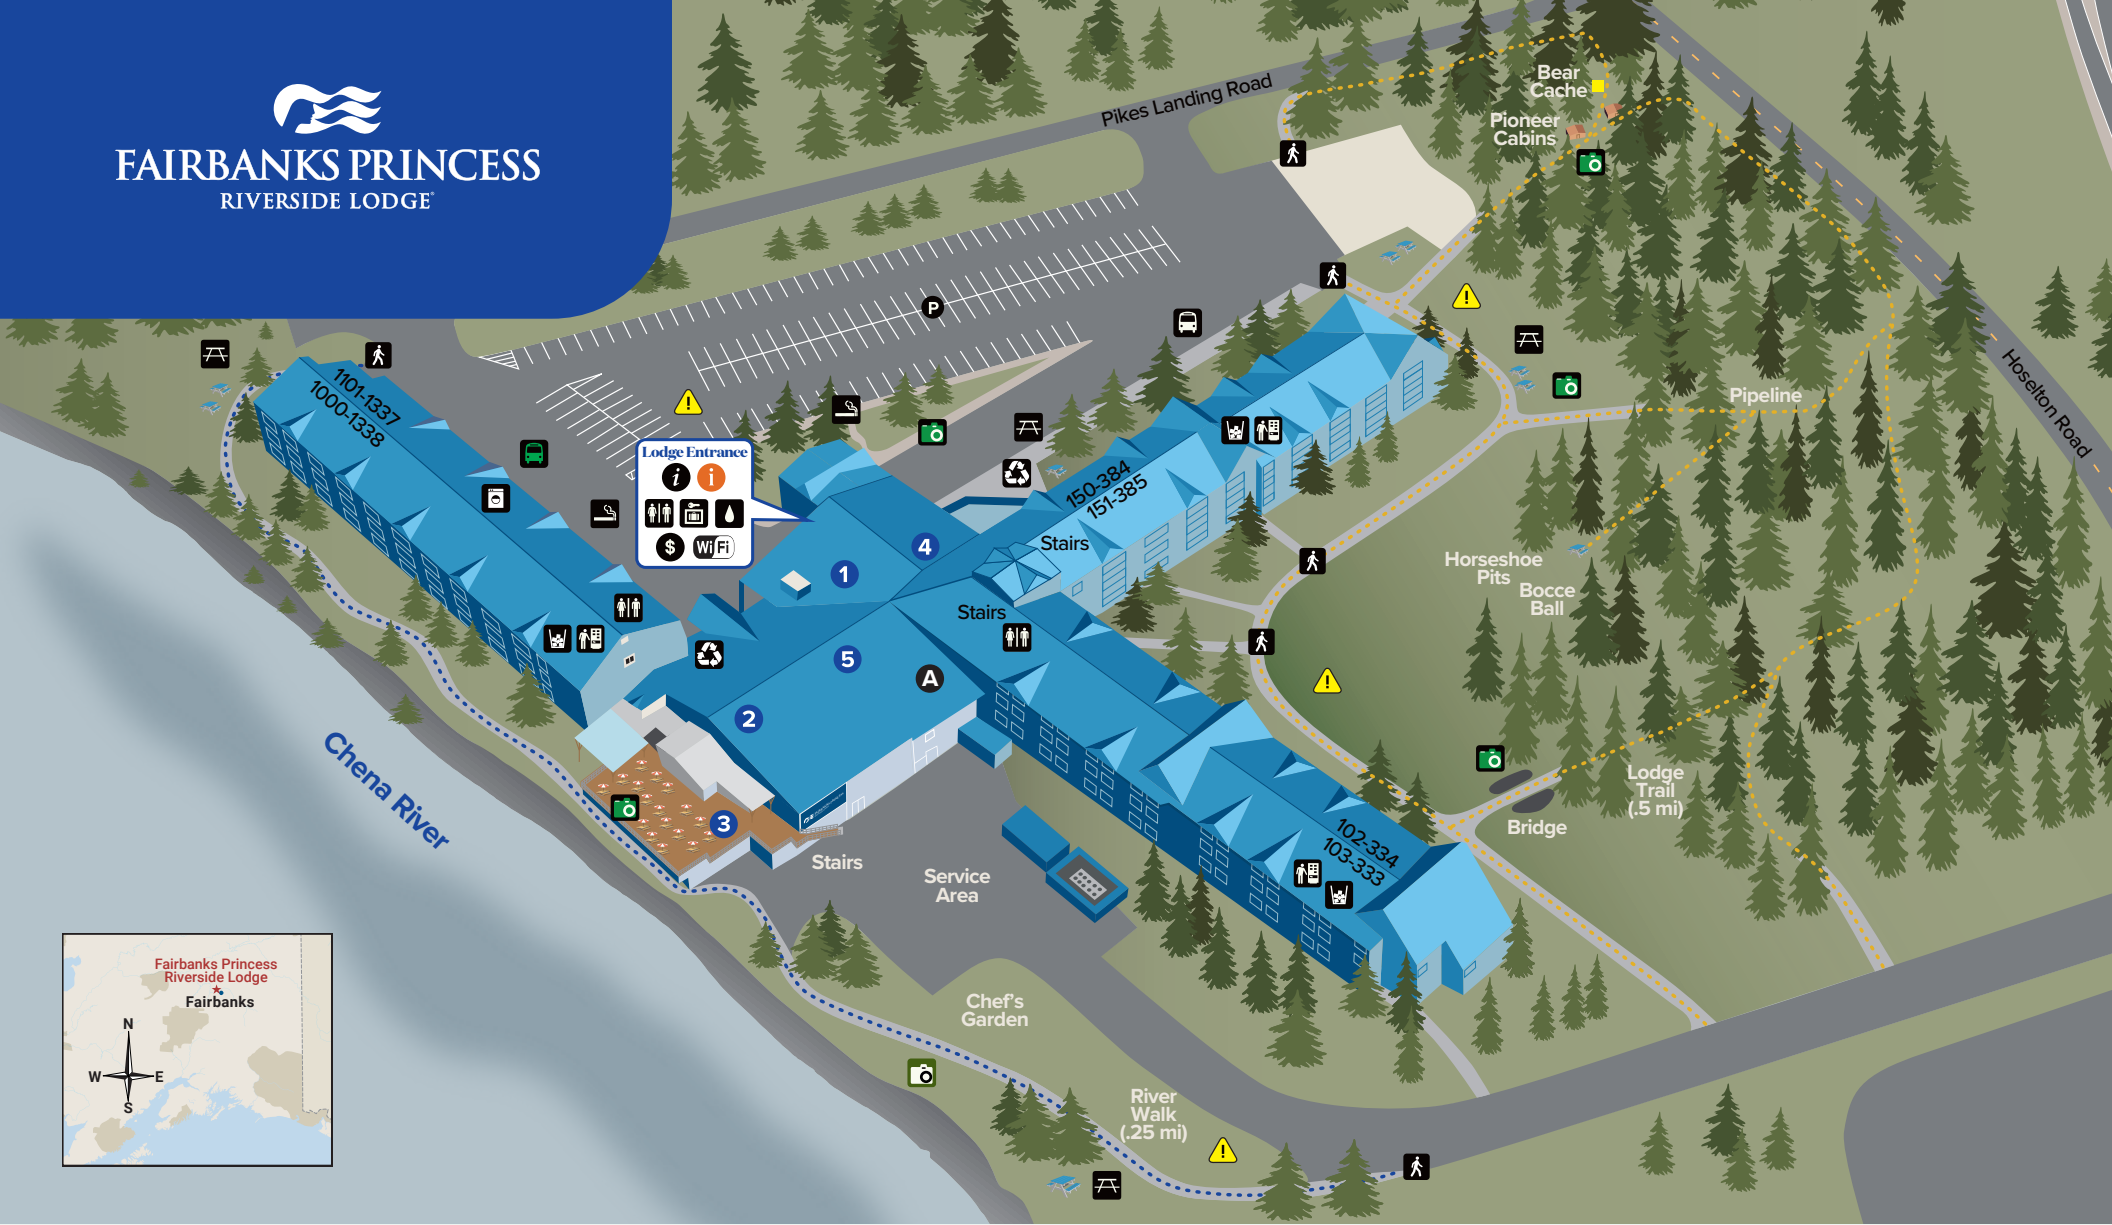 FAIRBANKS PRINCESS
RIVERSIDE LODGE®
Pikes Landing Road
Bear
Cache
Pioneer
Cabins
P
Hoselton Road
1101-1337
1000-1338
Lodge Entrance
i i
$ WiFi
150-384
151-385
Pipeline
Stairs
4
1
Horseshoe
Pits
Bocce
Ball
Stairs
5
A
2
Chena River
3
Lodge
Trail
(.5 mi)
Bridge
102-334
103-333
Stairs
Service
Area
Fairbanks Princess
Riverside Lodge
Fairbanks
N
W E
S
Chef's
Garden
River
Walk
(.25 mi)